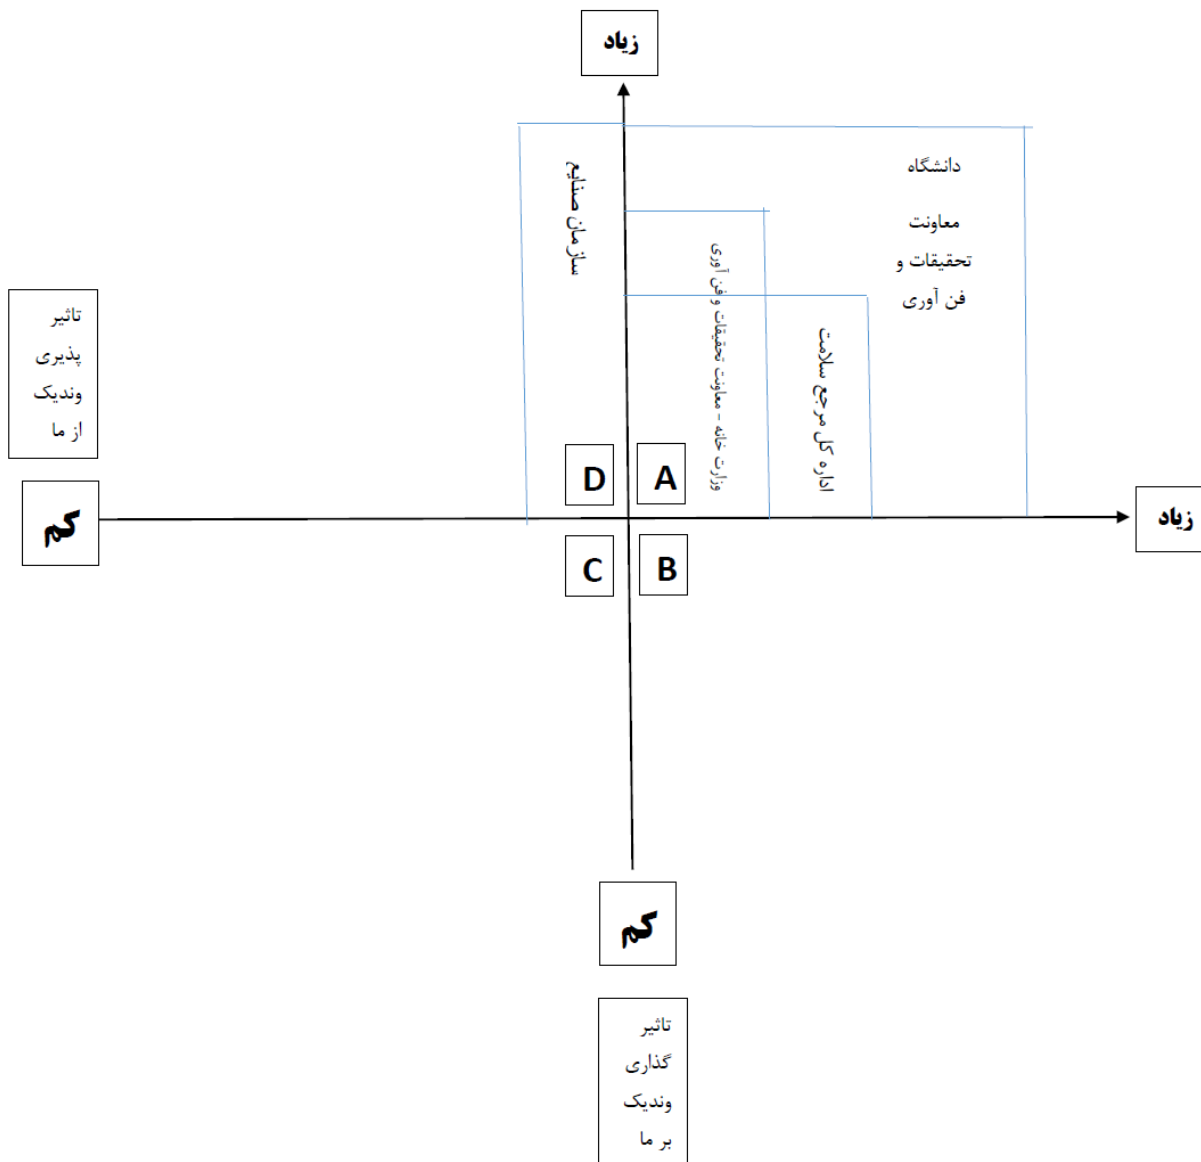 زیاد
سازمان صنایع
دانشگاه
معاونت
تحقیقات و
فن آوری
وزارت خانه - معاونت تحقیقات و فن آوری
اداره کل مرجع سلامت
تاثیر
پذیری
وندیک
از ما
D
A
کم
زیاد
C
B
کم
تاثیر
گذاری
وندیک
بر ما